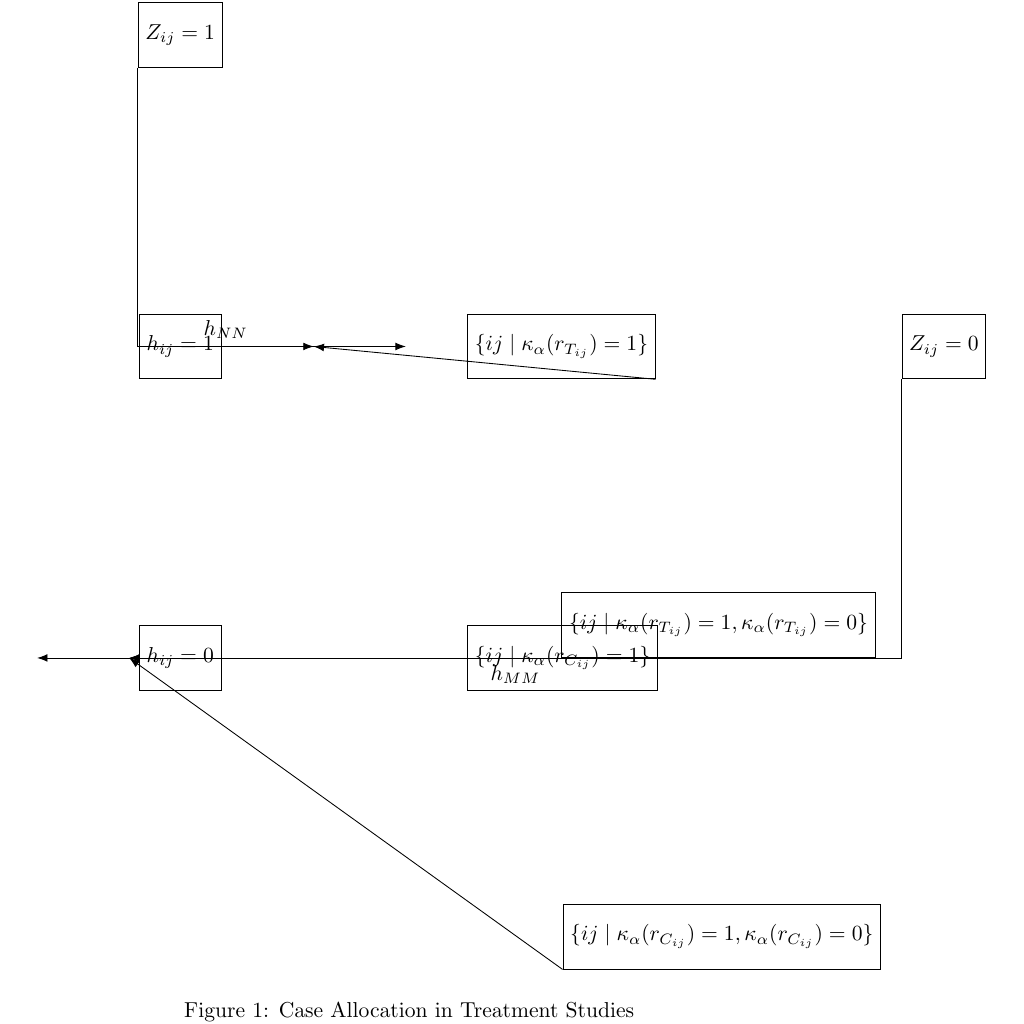 $Z_{ij} = 1$
$h_{NN}$
$h_{ij} = 1$
$\{ij \mid \kappa_{\alpha}(r_{T_{ij}}) = 1\}$
$Z_{ij} = 0$
$\{ij \mid \kappa_{\alpha}(r_{T_{ij}}) = 1, \kappa_{\alpha}(r_{T_{ij}}) = 0\}$
$h_{ij} = 0$
$\{ij \mid \kappa_{\alpha}(r_{C_{ij}}) = 1\}$
$h_{MM}$
$\{ij \mid \kappa_{\alpha}(r_{C_{ij}}) = 1, \kappa_{\alpha}(r_{C_{ij}}) = 0\}$
Figure 1: Case Allocation in Treatment Studies